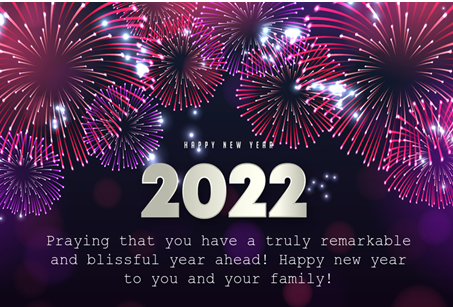 HAPPY NEW YEAR
2022
Praying that you have a truly remarkable
and blissful year ahead! Happy new year
to you and your family!